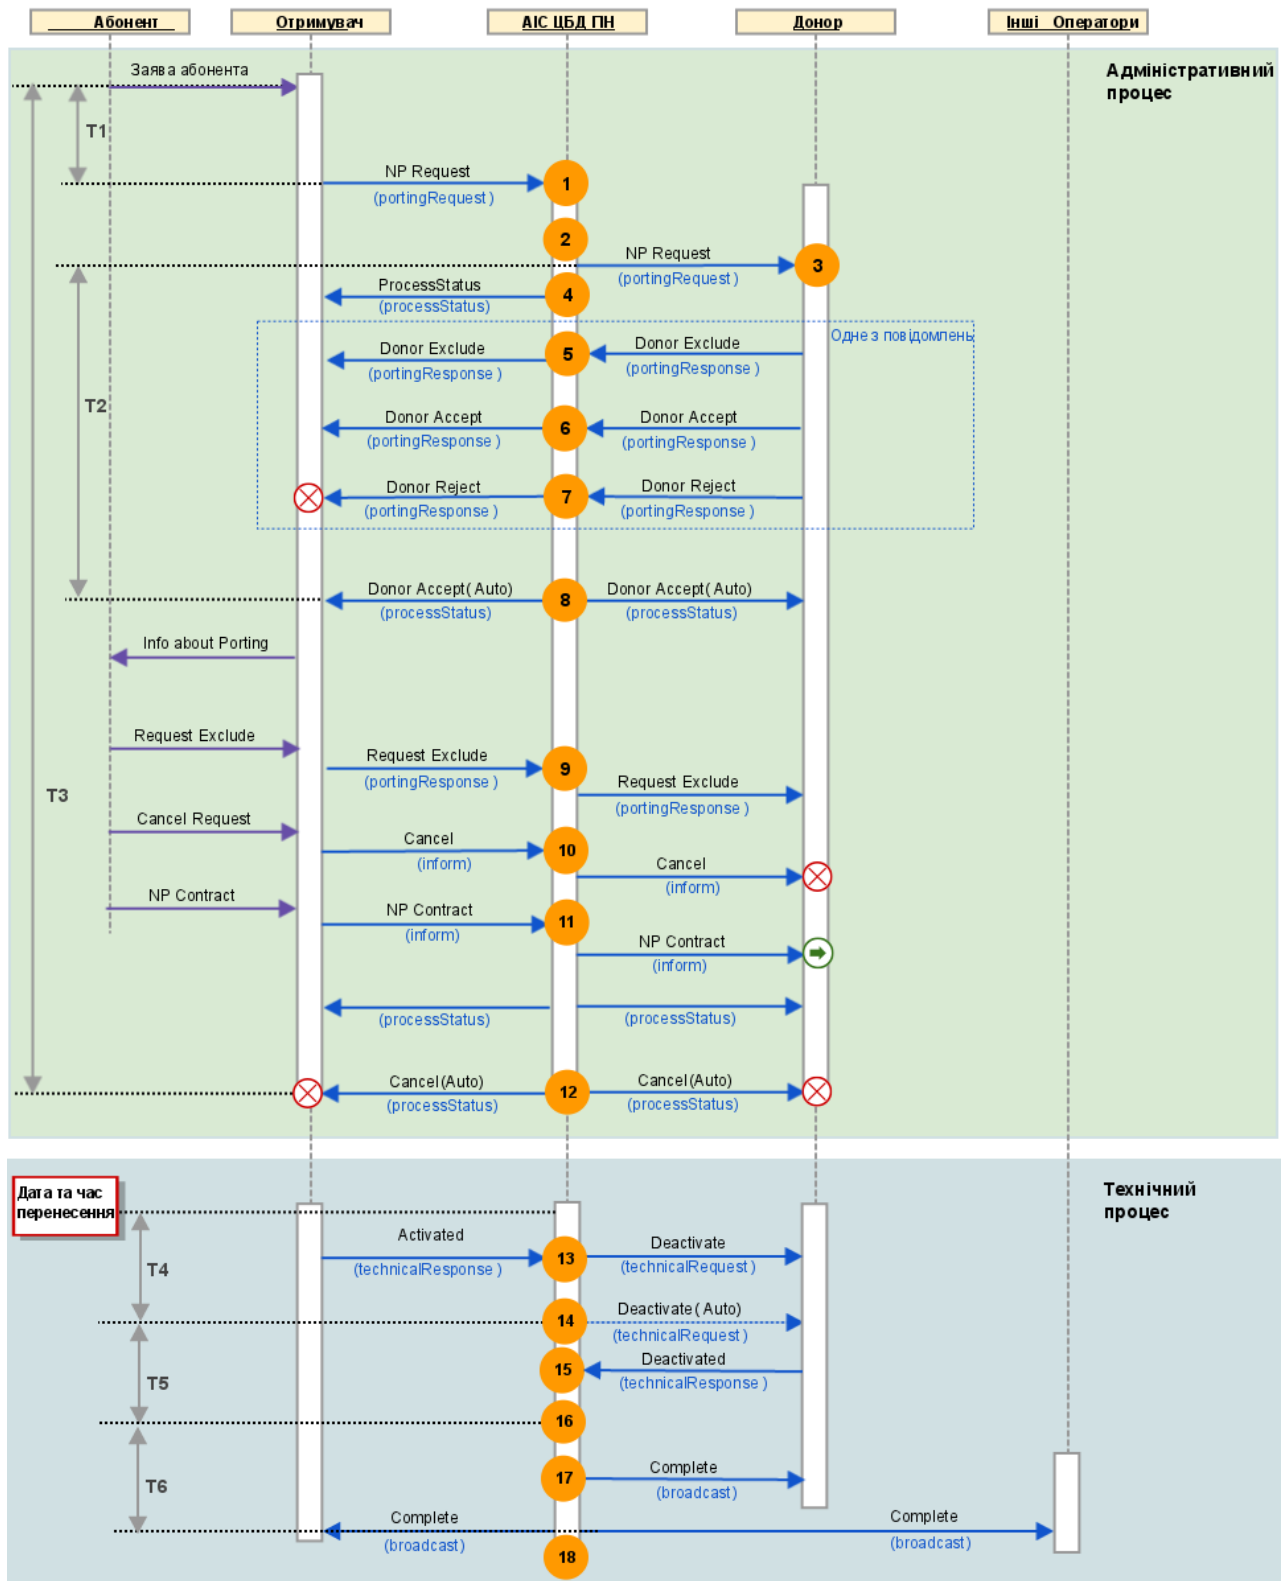 Абонент
Отримувач
АІС ЦБД ПН
Донор
Інші Оператори
Адміністративний
процес
Заява абонента
T1
NP Request
(portingRequest )
1
2
NP Request
(portingRequest )
3
ProcessStatus
(processStatus)
4
Одне з повідомлень
Donor Exclude
(portingResponse )
5
Donor Exclude
(portingResponse )
T2
Donor Accept
(portingResponse )
6
Donor Accept
(portingResponse )
Donor Reject
(portingResponse )
7
Donor Reject
(portingResponse )
Donor Accept( Auto)
(processStatus)
8
Donor Accept( Auto)
(processStatus)
Info about Porting
Request Exclude
Request Exclude
(portingResponse )
9
Request Exclude
(portingResponse )
T3
Cancel Request
Cancel
(inform)
10
Cancel
(inform)
NP Contract
NP Contract
(inform)
11
NP Contract
(inform)
(processStatus)
(processStatus)
Cancel(Auto)
(processStatus)
12
Cancel(Auto)
(processStatus)
Дата та час
перенесення
Технічний
процес
T4
Activated
(technicalResponse )
13
Deactivate
(technicalRequest )
14
Deactivate( Auto)
(technicalRequest )
T5
15
Deactivated
(technicalResponse )
16
T6
17
Complete
(broadcast)
Complete
(broadcast)
Complete
(broadcast)
18